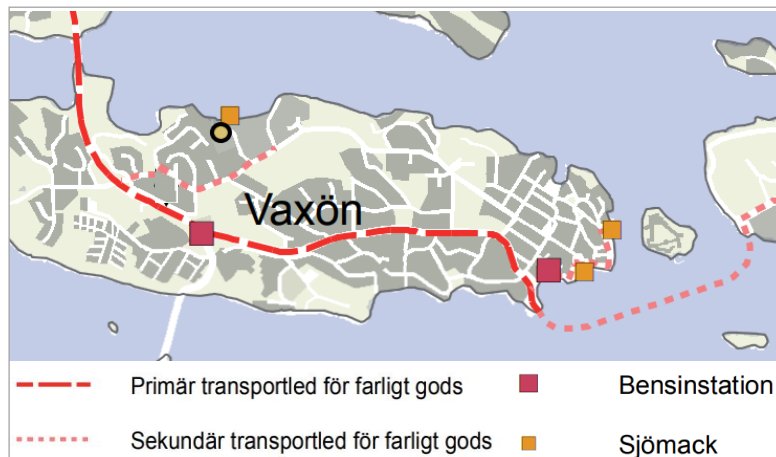 Vaxön
Primär transportled för farligt gods
Bensinstation
Sekundär transportled för farligt gods
Sjömack